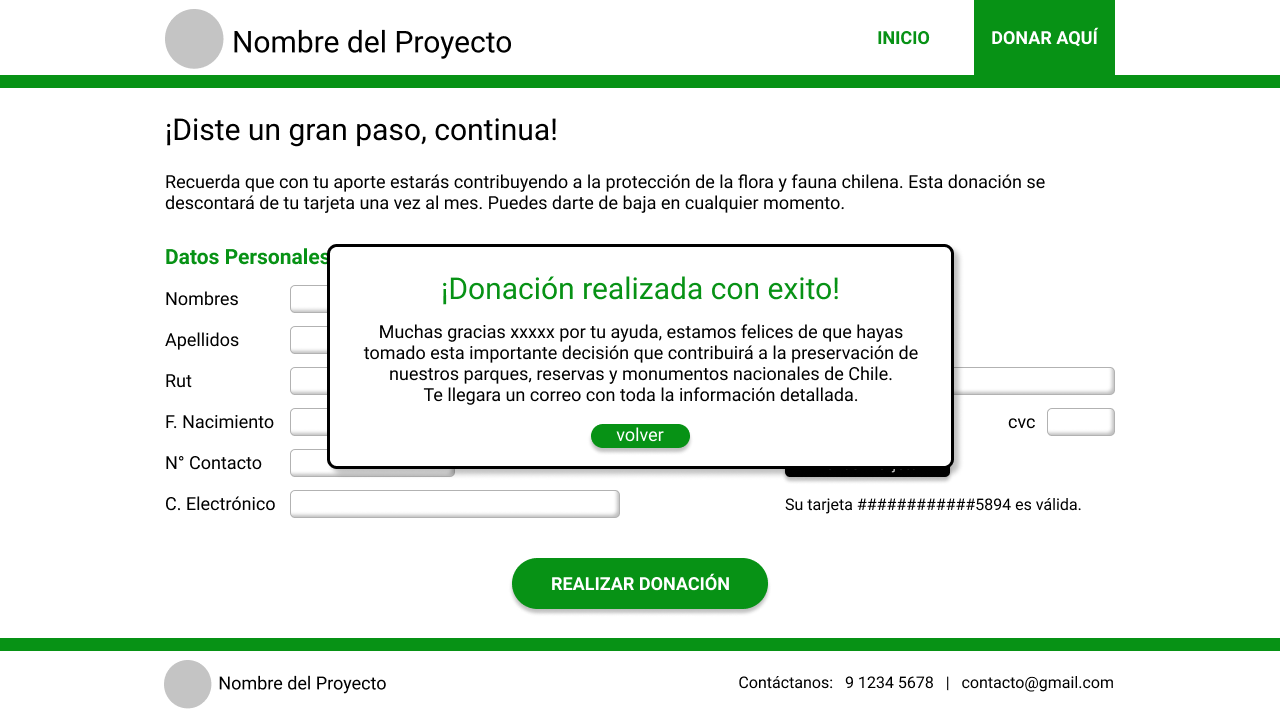 Nombre del Proyecto
INICIO
DONAR AQUÍ
¡Diste un gran paso, continua!
Recuerda que con tu aporte estarás contribuyendo a la protección de la flora y fauna chilena. Esta donación se
descontará de tu tarjeta una vez al mes. Puedes darte de baja en cualquier momento.
Datos Personales
Nombres
Apellidos
Rut
F. Nacimiento
N° Contacto
C. Electrónico
¡Donación realizada con exito!
Muchas gracias xxxxx por tu ayuda, estamos felices de que hayas
tomado esta importante decisión que contribuirá a la preservación de
nuestros parques, reservas y monumentos nacionales de Chile.
Te llegara un correo con toda la información detallada.
volver
cvc
Su tarjeta ############5894 es válida.
REALIZAR DONACIÓN
Nombre del Proyecto
Contáctanos: 9 1234 5678 | contacto@gmail.com